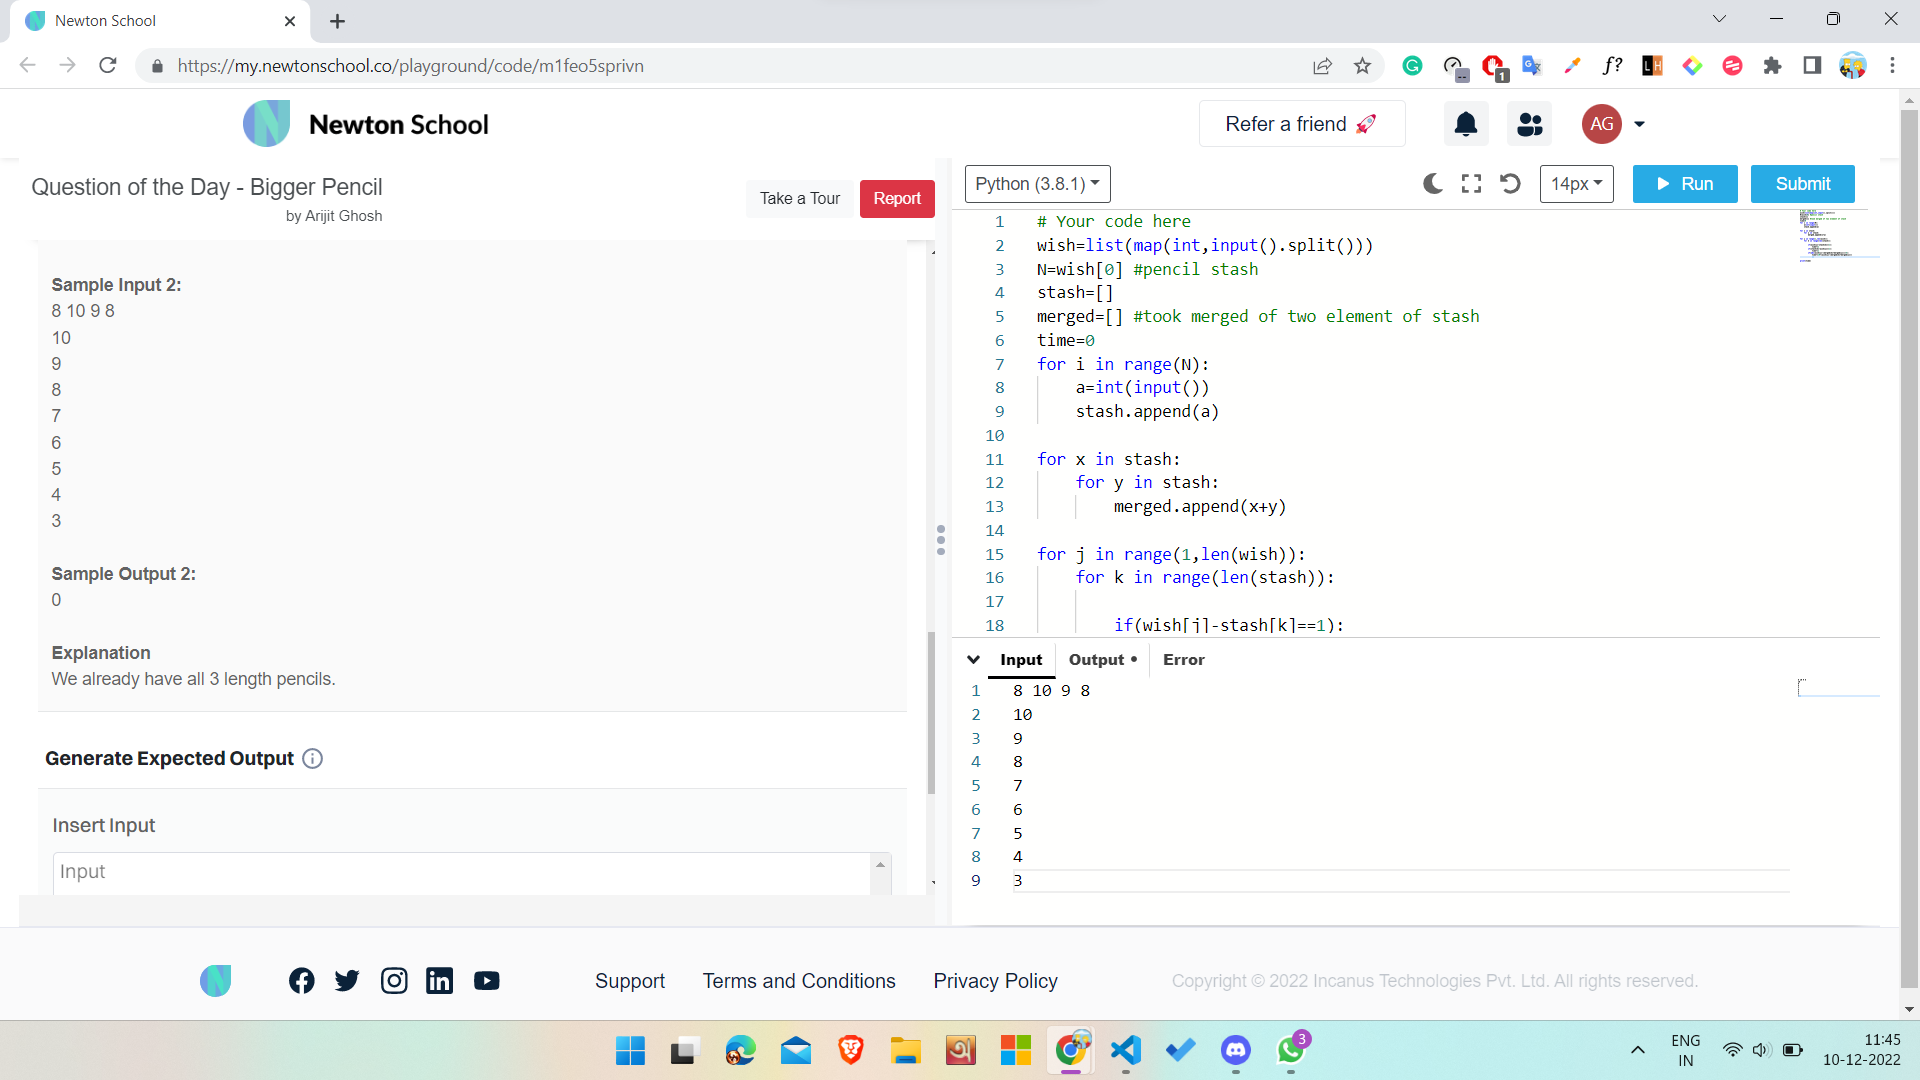 Newton School
https://my.newtonschool.co/playground/code/m1feo5sprivn
Newton School
Refer a friend 🚀
AG
Question of the Day - Bigger Pencil
by Arijit Ghosh
Take a Tour
Report
Sample Input 2:
8 10 9 8
10
9
8
7
6
5
4
3
Sample Output 2:
0
Explanation
We already have all 3 length pencils.
Generate Expected Output
Insert Input
Input
Python (3.8.1)
14px
Run
Submit
1 # Your code here
2 wish=list(map(int,input().split()))
3 N=wish[0] #pencil stash
4 stash=[]
5 merged=[] #took merged of two element of stash
6 time=0
7 for i in range(N):
8 a=int(input())
9 stash.append(a)
10
11 for x in stash:
12 for y in stash:
13 merged.append(x+y)
14
15 for j in range(1,len(wish)):
16 for k in range(len(stash)):
17
18 if(wish[j]-stash[k]==1):
Input Output • Error
1 8 10 9 8
2 10
3 9
4 8
5 7
6 6
7 5
8 4
9 3
Support Terms and Conditions Privacy Policy
Copyright © 2022 Incanus Technologies Pvt. Ltd. All rights reserved.
3
ENG
IN
11:45
10-12-2022